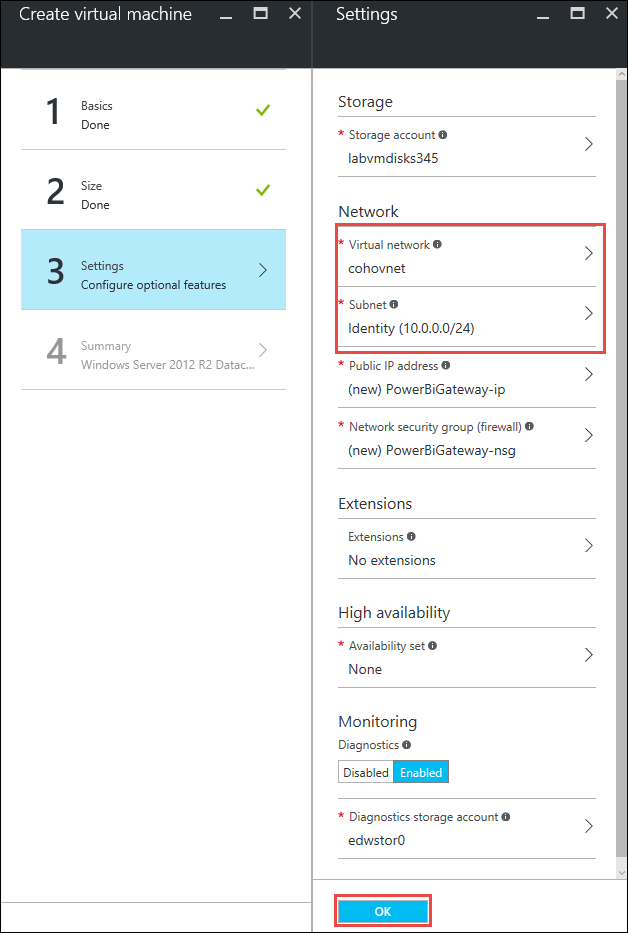 Create virtual machine
1
Basics
Done
2
Size
Done
3
Settings
Configure optional features
4
Summary
Windows Server 2012 R2 Datac...
Settings
Storage
* Storage account
labvmdisks345
Network
* Virtual network
cohovnet
* Subnet
Identity (10.0.0.0/24)
* Public IP address
(new) PowerBiGateway-ip
* Network security group (firewall)
(new) PowerBiGateway-nsg
Extensions
Extensions
No extensions
High availability
* Availability set
None
Monitoring
Diagnostics
Disabled Enabled
* Diagnostics storage account
edwstor0
OK